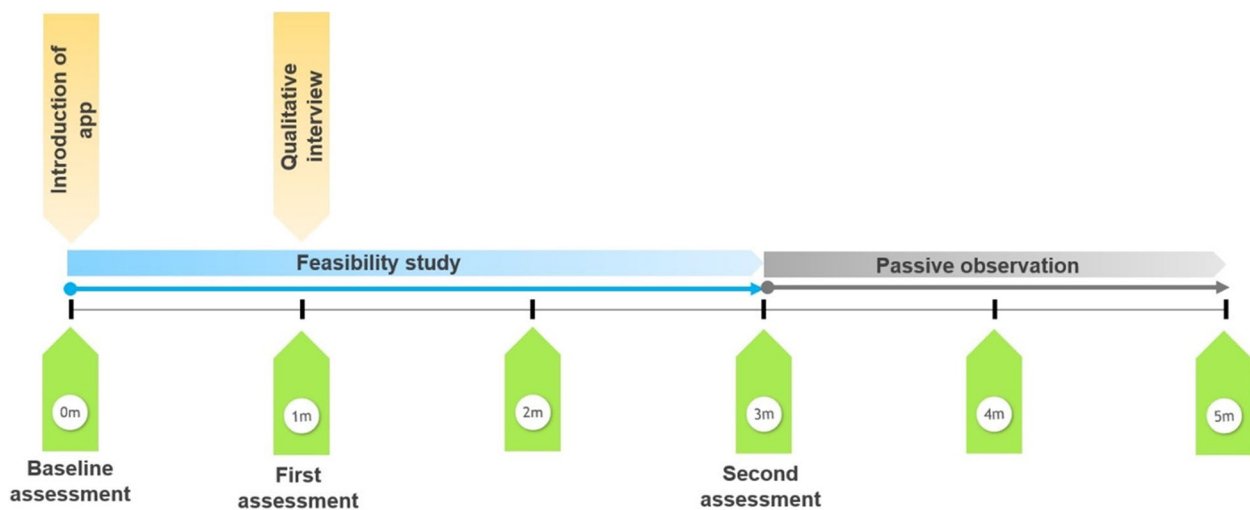 Introduction of
app
Qualitative
interview
Feasibility study
Passive observation
0m
1m
2m
3m
4m
5m
Baseline
assessment
First
assessment
Second
assessment